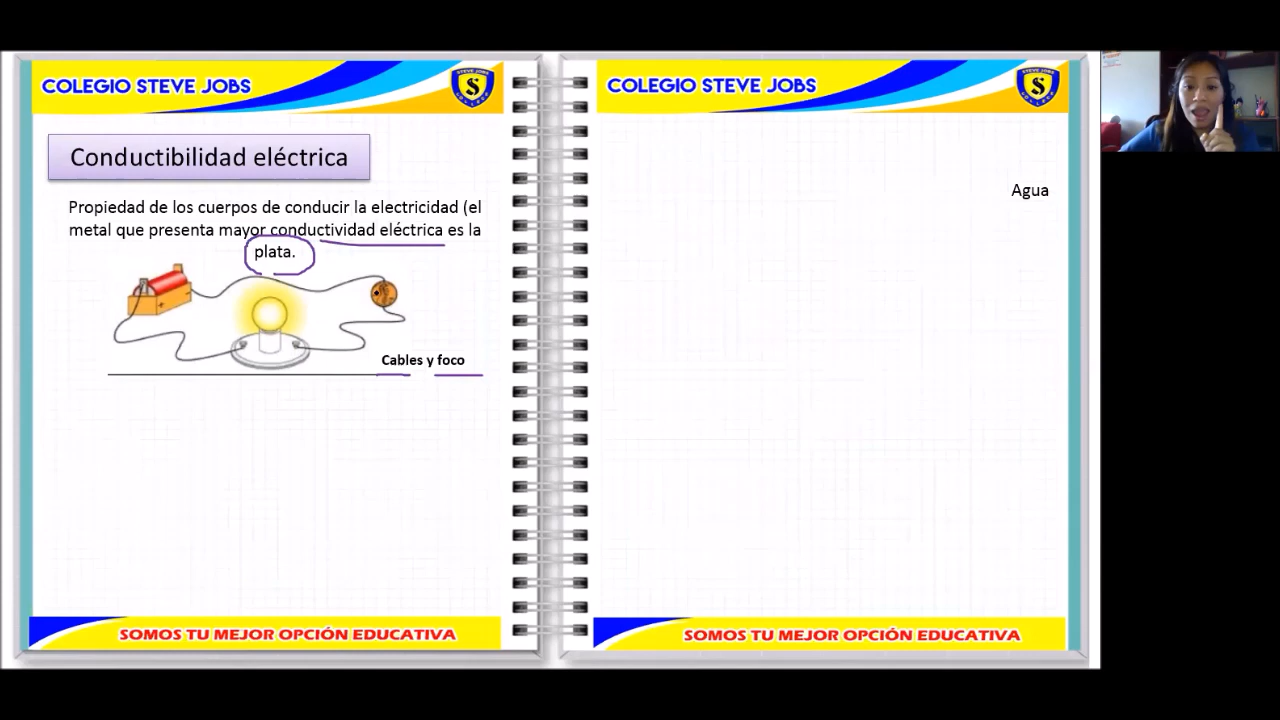 COLEGIO STEVE JOBS
Conductibilidad eléctrica
Propiedad de los cuerpos de conducir la electricidad (el
metal que presenta mayor conductividad eléctrica es la
plata.
Cables y foco
SOMOS TU MEJOR OPCIÓN EDUCATIVA
COLEGIO STEVE JOBS
Agua
SOMOS TU MEJOR OPCIÓN EDUCATIVA